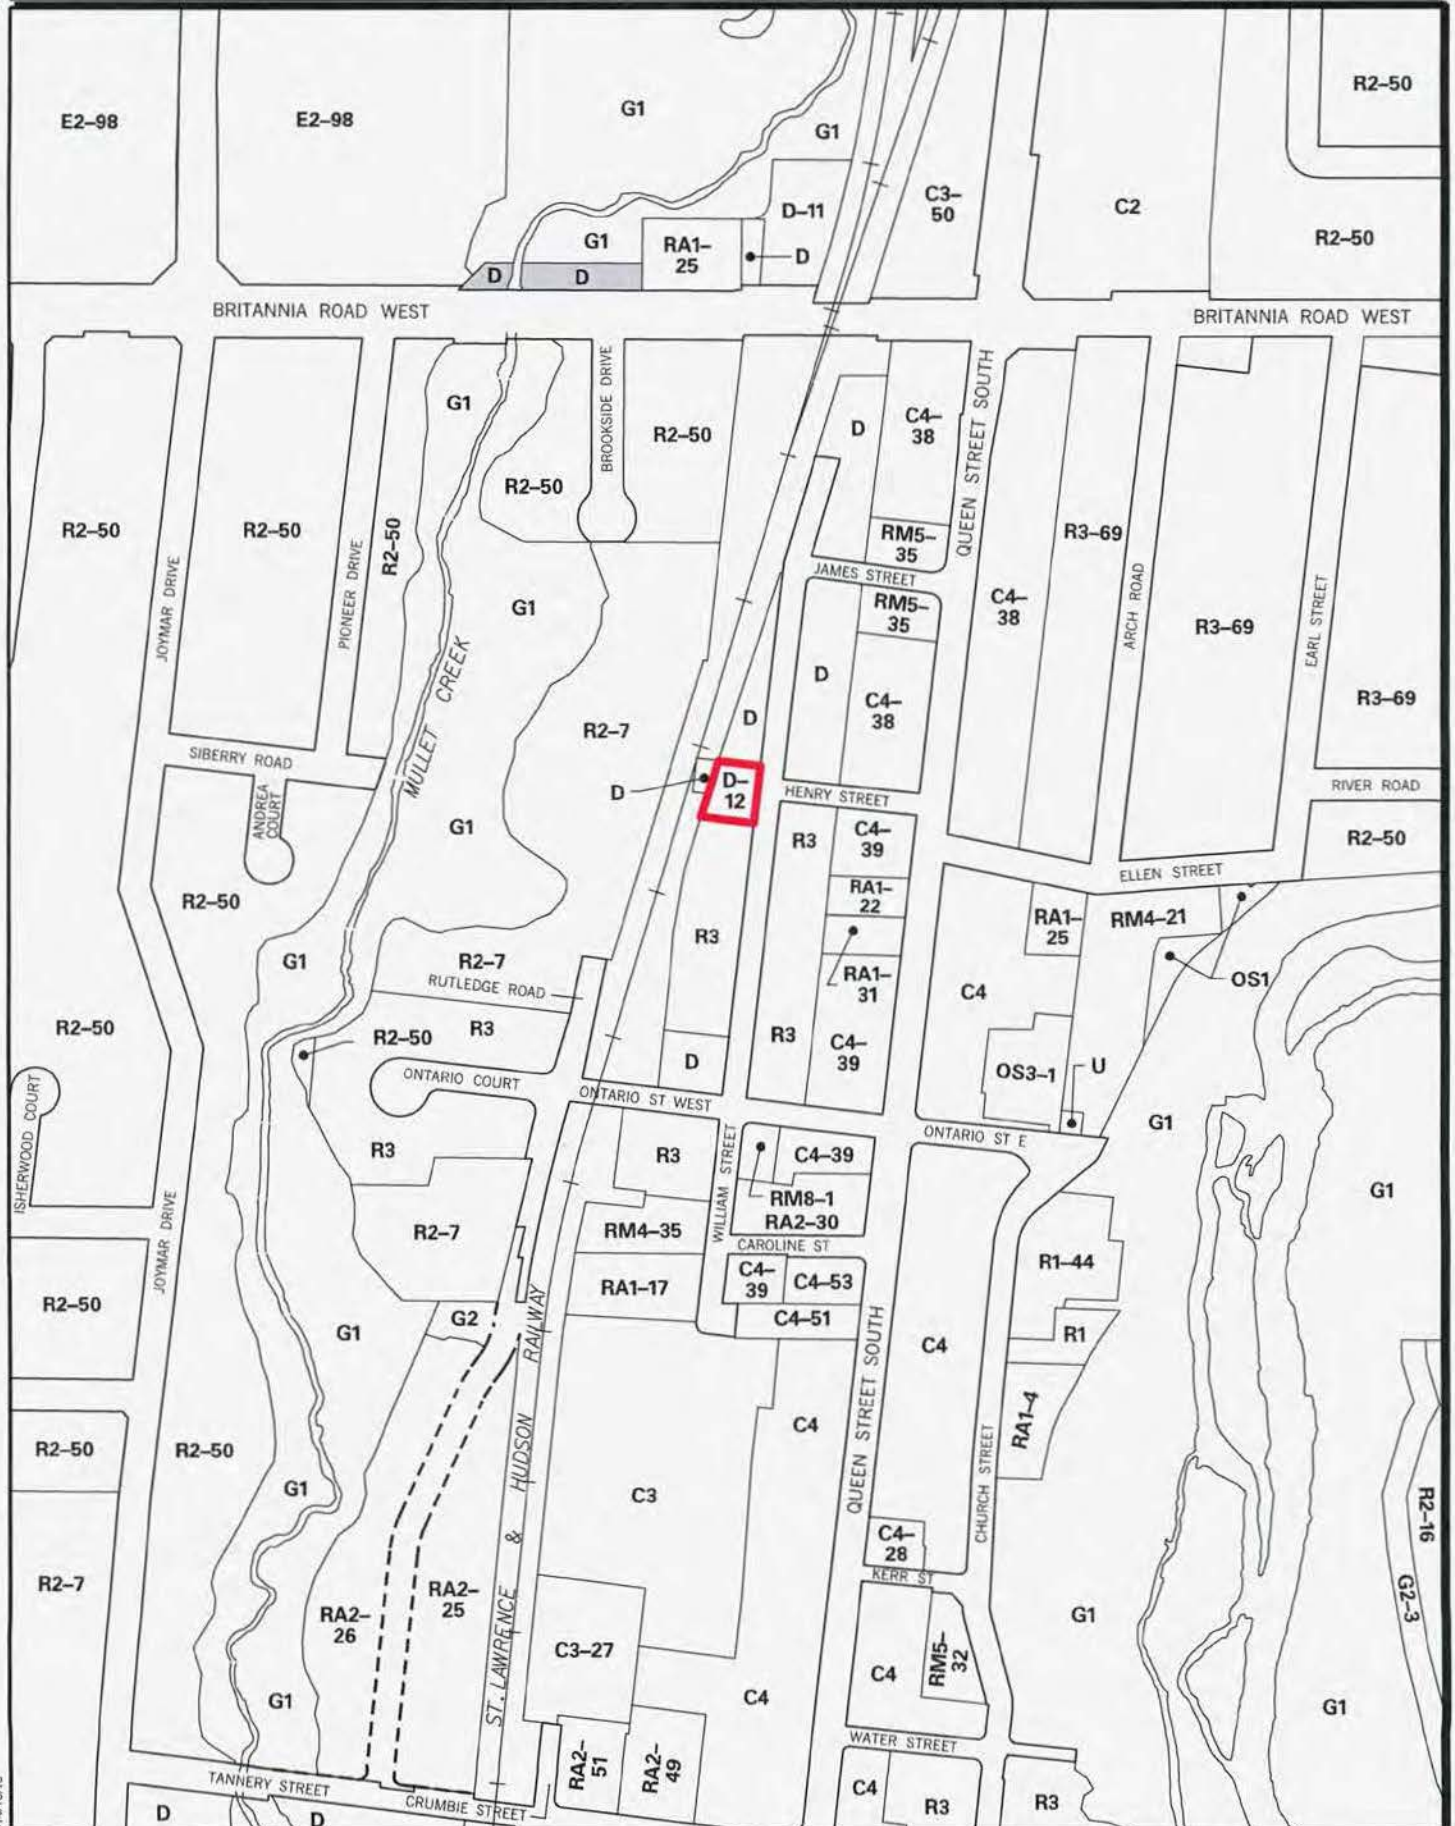 E2–98
E2–98
G1
G1
R2–50
C3–
50
C2
D–11
R2–50
G1
RA1–
25
D
D
D
BRITANNIA ROAD WEST
BRITANNIA ROAD WEST
G1
BROOKSIDE DRIVE
R2–50
D
C4–
38
QUEEN STREET SOUTH
R2–50
R2–50
R2–50
R2–50
RM5–
35
R3–69
JOYMAR DRIVE
PIONEER DRIVE
JAMES STREET
G1
RM5–
35
C4–
38
ARCH ROAD
R3–69
EARL STREET
MULLET CREEK
D
R3–69
R2–7
D
C4–
38
SIBERRY ROAD
D
D–
12
HENRY STREET
RIVER ROAD
ANDREA
COURT
G1
R3
C4–
39
R2–50
ELLEN STREET
R2–50
RA1–
22
RA1–
25
RM4–21
R3
G1
R2–7
RUTLEDGE ROAD
RA1–
31
C4
OS1
R2–50
R2–50
R3
R3
C4–
39
D
OS3–1
U
ISHERWOOD COURT
ONTARIO COURT
ONTARIO ST WEST
G1
ONTARIO ST E
R3
R3
WILLIAM STREET
C4–39
RM8–1
RA2–30
G1
JOYMAR DRIVE
R2–7
RM4–35
CAROLINE ST
R1–44
R2–50
RA1–17
C4–
39
C4–53
G1
G2
C4–51
R1
C4
ST. LAWRENCE & HUDSON RAILWAY
QUEEN STREET SOUTH
RA1–4
R2–50
R2–50
C4
CHURCH STREET
G1
C3
R2–16
C4–
28
KERR ST
R2–7
RA2–
26
RA2–
25
G1
G2–3
C3–27
C4
RM5–
32
G1
C4
G1
WATER STREET
RA2–
51
RA2–
49
TANNERY STREET
CRUMBIE STREET
C4
R3
R3
D
D